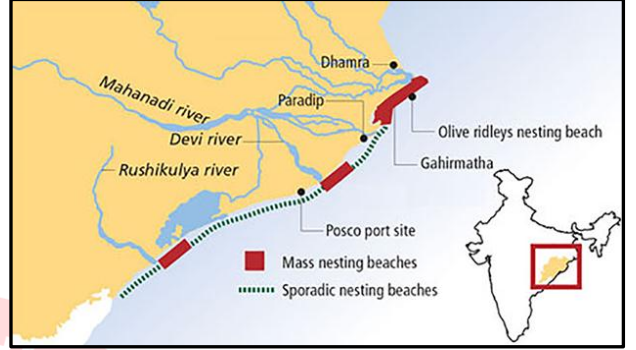 Dhamra
Mahanadi river
Paradip
Devi river
Olive ridleys nesting beach
Rushikulya river
Gahirmatha
Posco port site
Mass nesting beaches
Sporadic nesting beaches